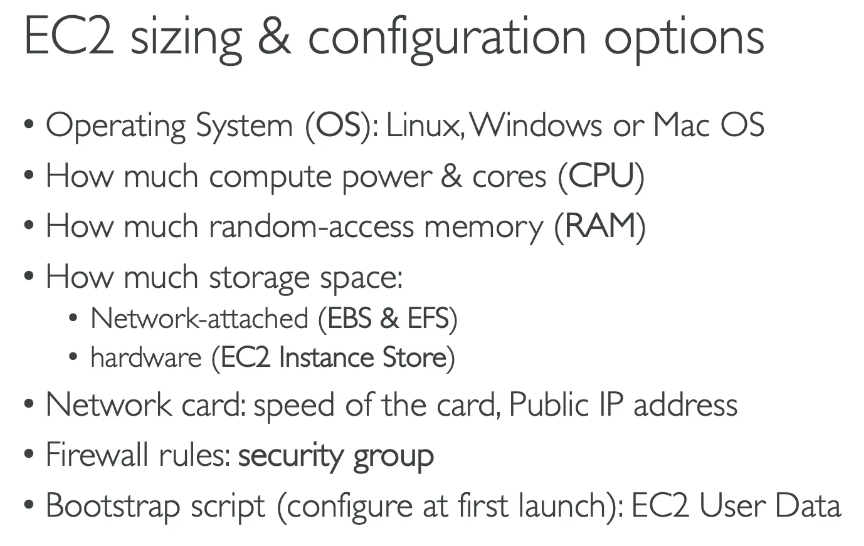 EC2 sizing & configuration options
• Operating System (OS): Linux, Windows or Mac OS
• How much compute power & cores (CPU)
• How much random-access memory (RAM)
• How much storage space:
• Network-attached (EBS & EFS)
• hardware (EC2 Instance Store)
• Network card: speed of the card, Public IP address
• Firewall rules: security group
• Bootstrap script (configure at first launch): EC2 User Data